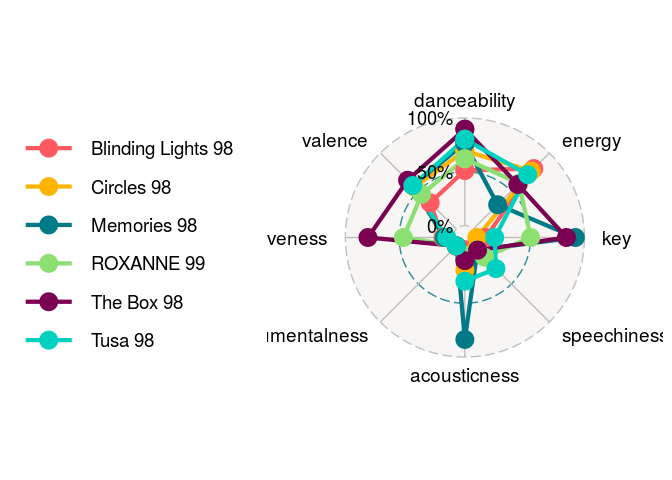 Blinding Lights 98
Circles 98
Memories 98
ROXANNE 99
The Box 98
Tusa 98
danceability
100%
valence
energy
50%
0%
veness
key
umentalness
speechiness
acousticness